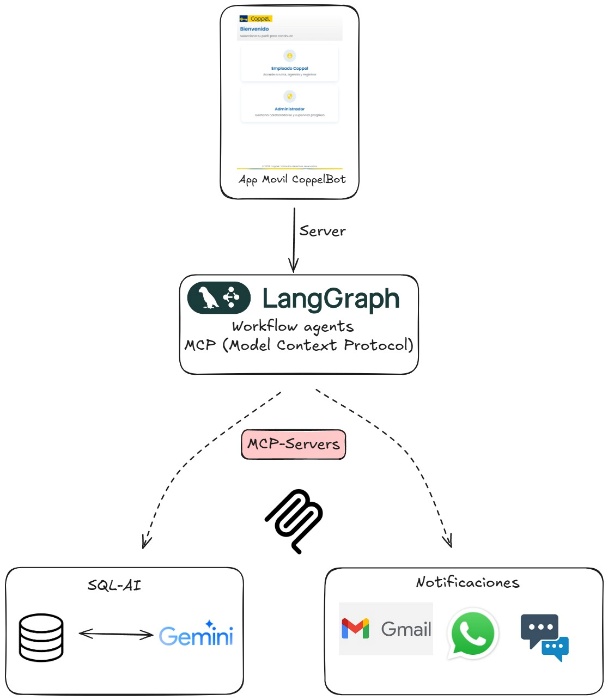 Coppel
Bienvenido
Empleado Coppel
Administrador
App Movil CoppelBot
Server
LangGraph
Workflow agents
MCP (Model Context Protocol)
MCP-Servers
SQL-AI
Gemini
Notificaciones
Gmail